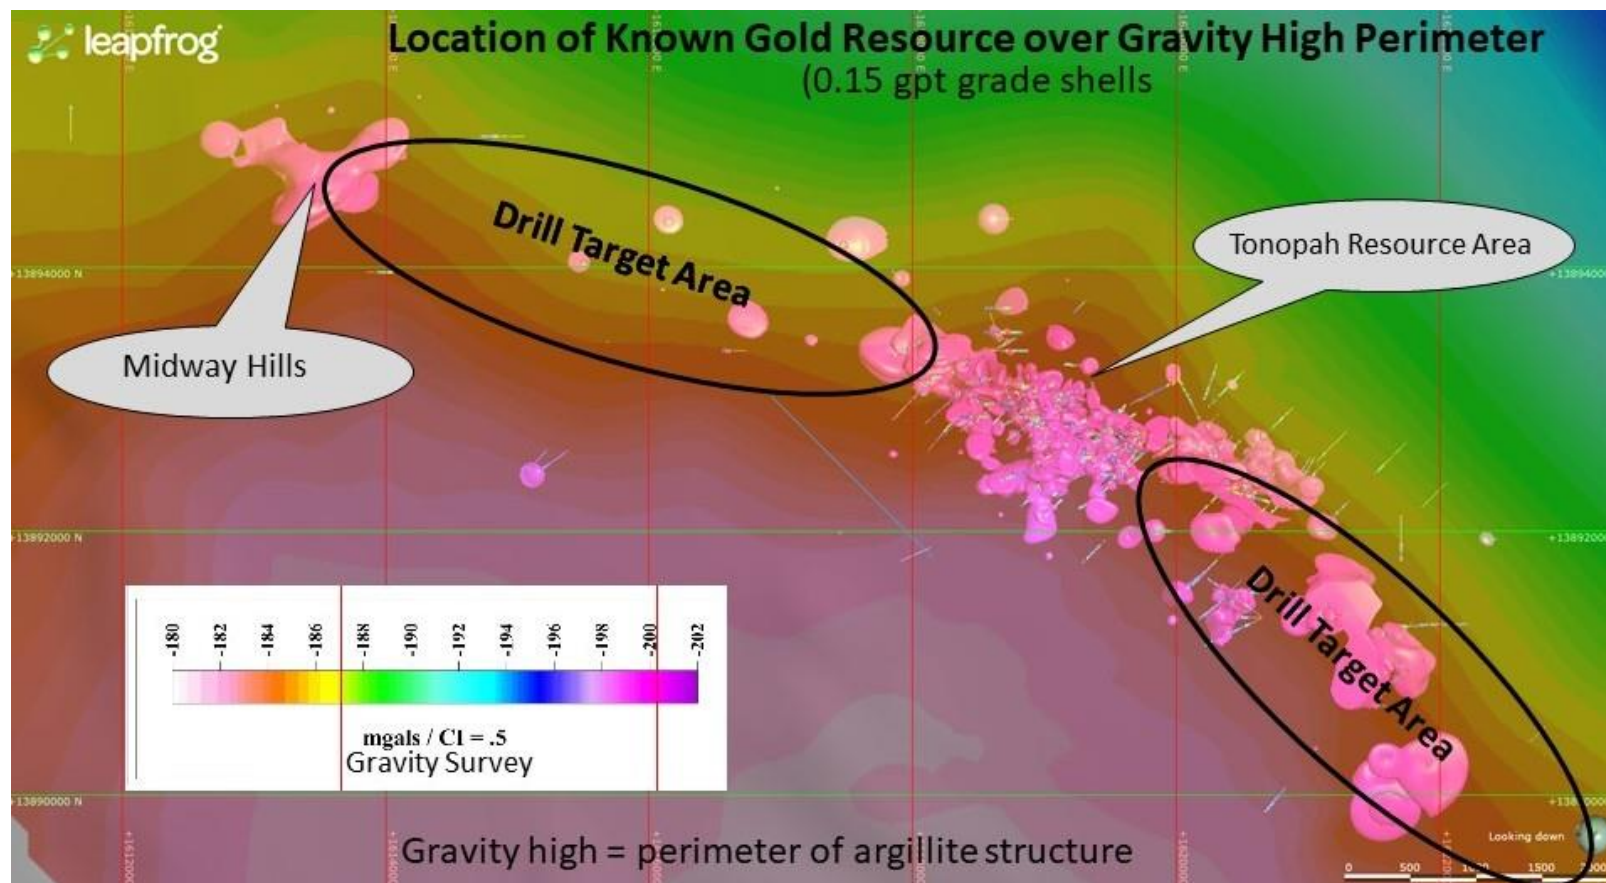 leapfrog
Location of Known Gold Resource over Gravity High Perimeter
(0.15 gpt grade shells
Drill Target Area
Tonopah Resource Area
+13894000 N
Midway Hills
+13892000 N
-180 -182 -184 -186 -188 -190 -192 -194 -196 -198 -200 -202
mgals / CI = .5
Gravity Survey
Drill Target Area
+13890000 N
Looking down
Gravity high = perimeter of argillite structure
0 500 1000 1500